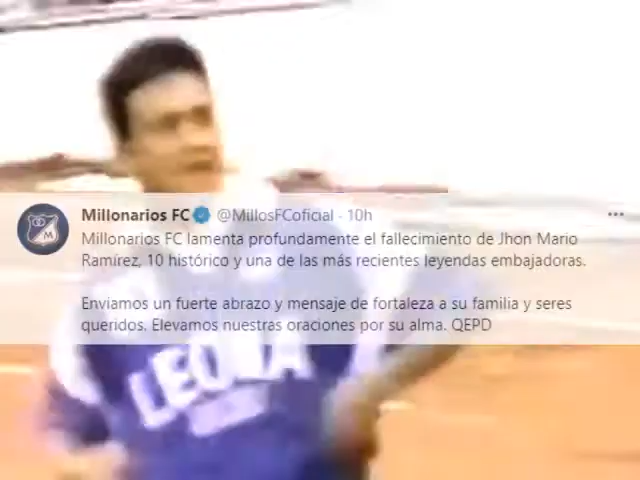 Millonarios FC @MillosFCoficial · 10h
Millonarios FC lamenta profundamente el fallecimiento de Jhon Mario
Ramírez, 10 histórico y una de las más recientes leyendas embajadoras.
Enviamos un fuerte abrazo y mensaje de fortaleza a su familia y seres
queridos. Elevamos nuestras oraciones por su alma. QEPD
LEONA